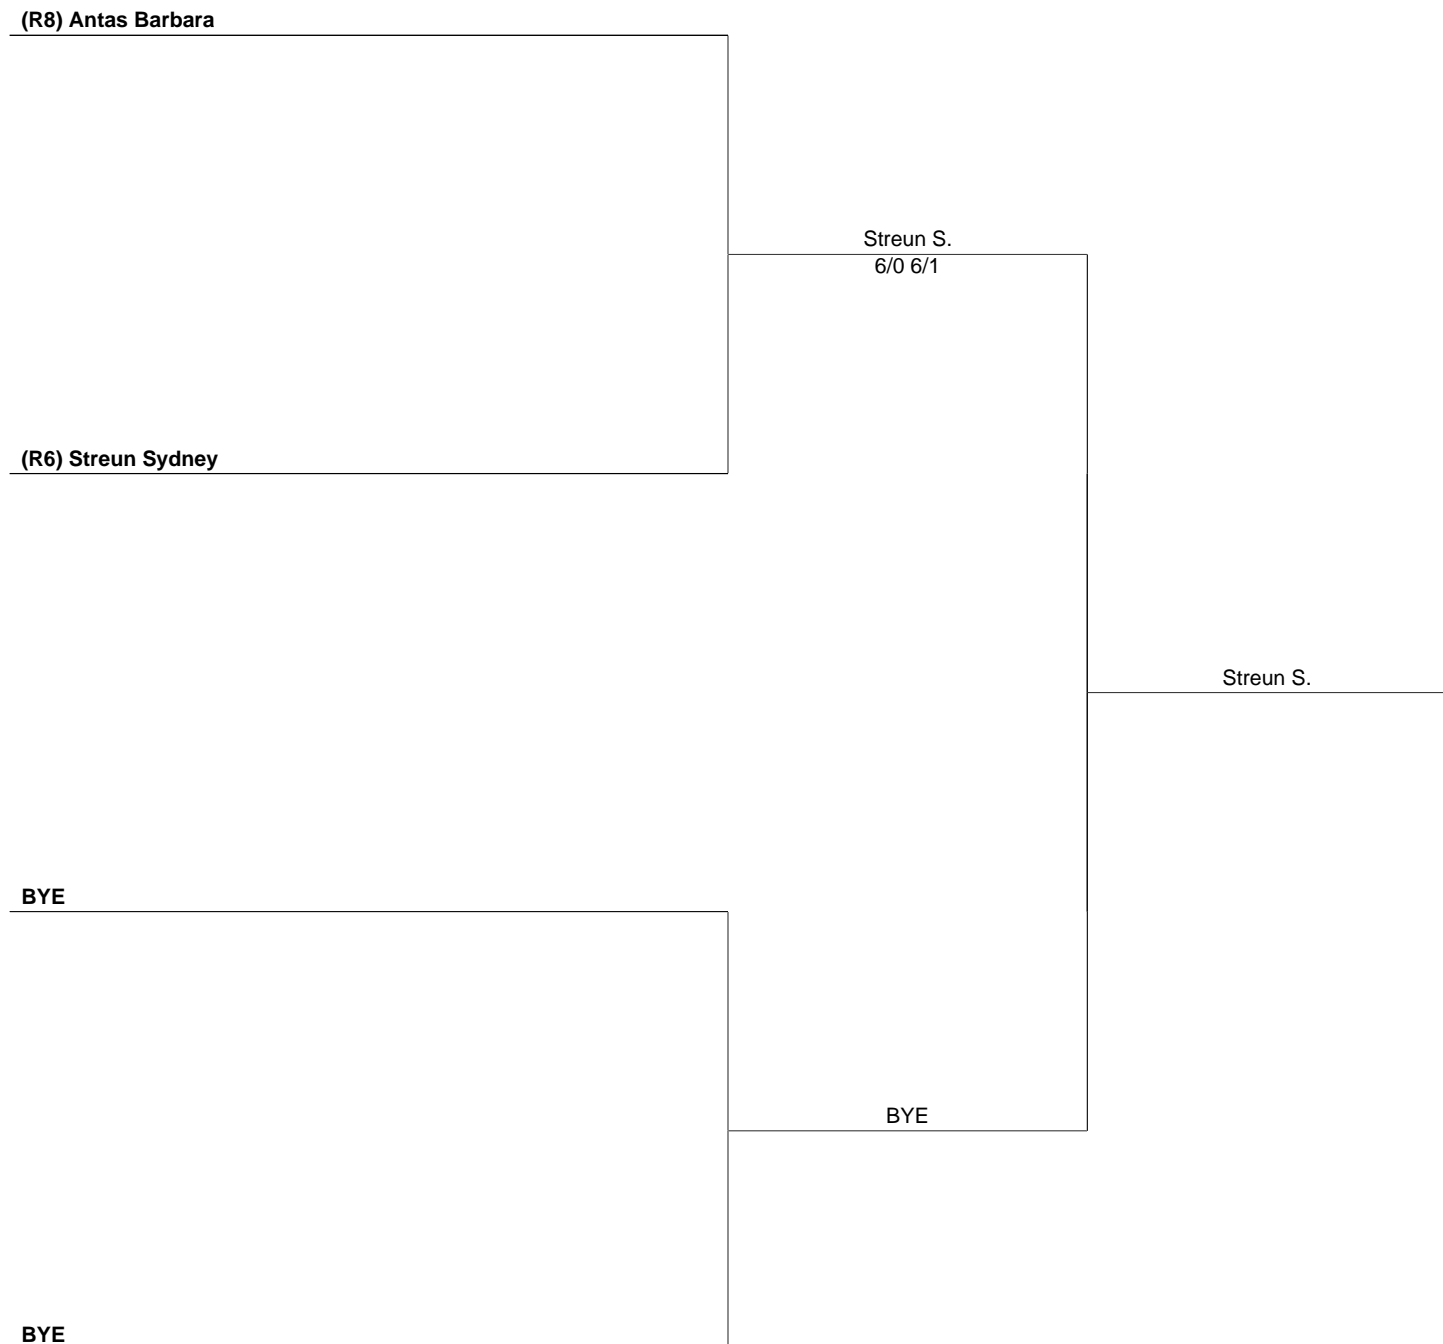 (R8) Antas Barbara
Streun S.
6/0 6/1
(R6) Streun Sydney
Streun S.
BYE
BYE
BYE